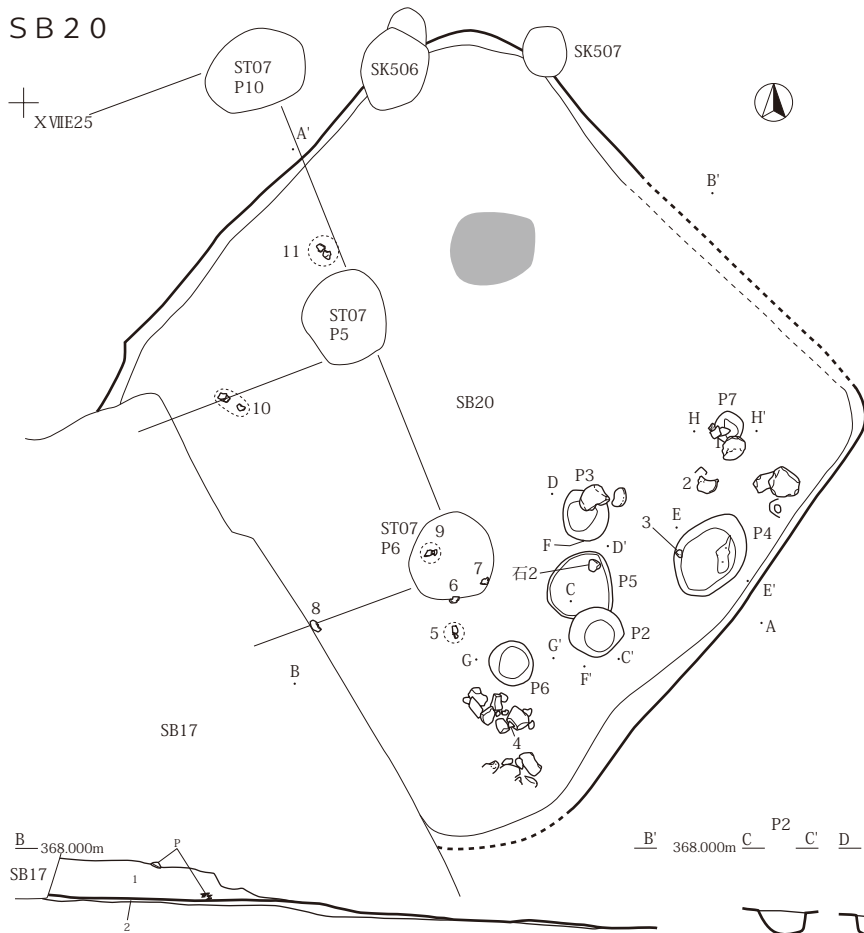 SB20
ST07
P10
SK506
SK507
XVIIE25
A'
B'
11
ST07
P5
10
SB20
P7
H
H'
2
D
P3
E
3
P4
ST07
P6
9
F
D'
石2
7
C
P5
6
E'
8
5
P2
A
G
G'
C'
F'
B
P6
SB17
4
B
368.000m
P
B'
368.000m
C
P2
C'
D
SB17
1
2